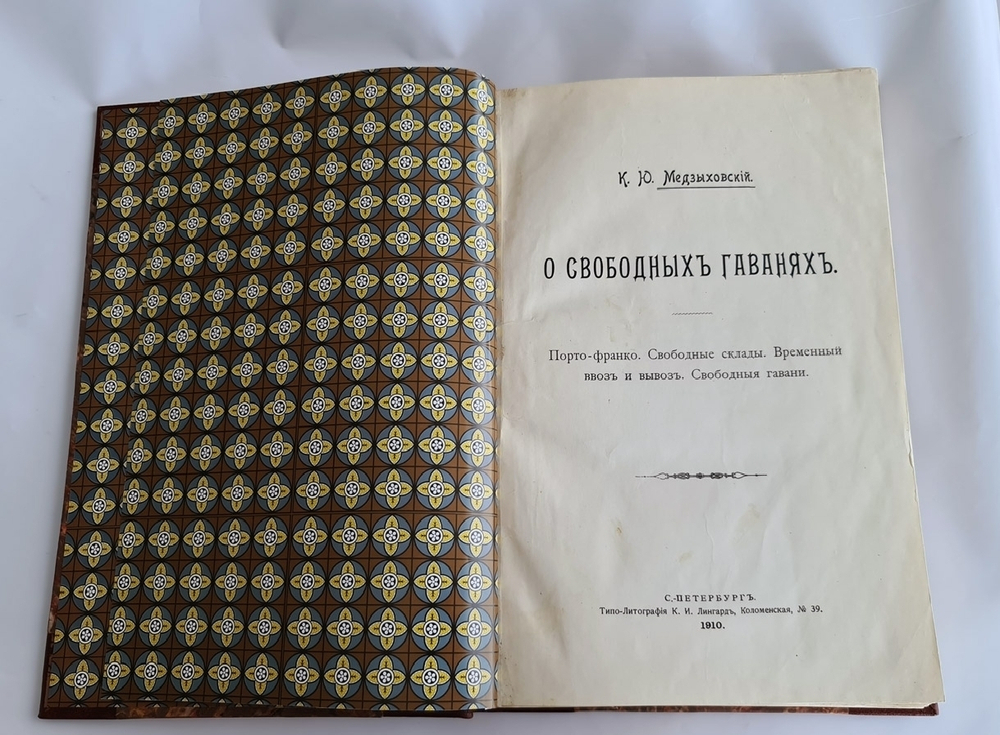 К. Ю. Медзыховскій.
О СВОБОДНЫХЪ ГАВАНЯХЪ.
Порто-франко. Свободные склады. Временный
ввозъ и вывозъ. Свободныя гавани.
С.-ПЕТЕРБУРГЪ.
Типо-Литографія К. И. Лингардъ, Коломенская, № 39.
1910.